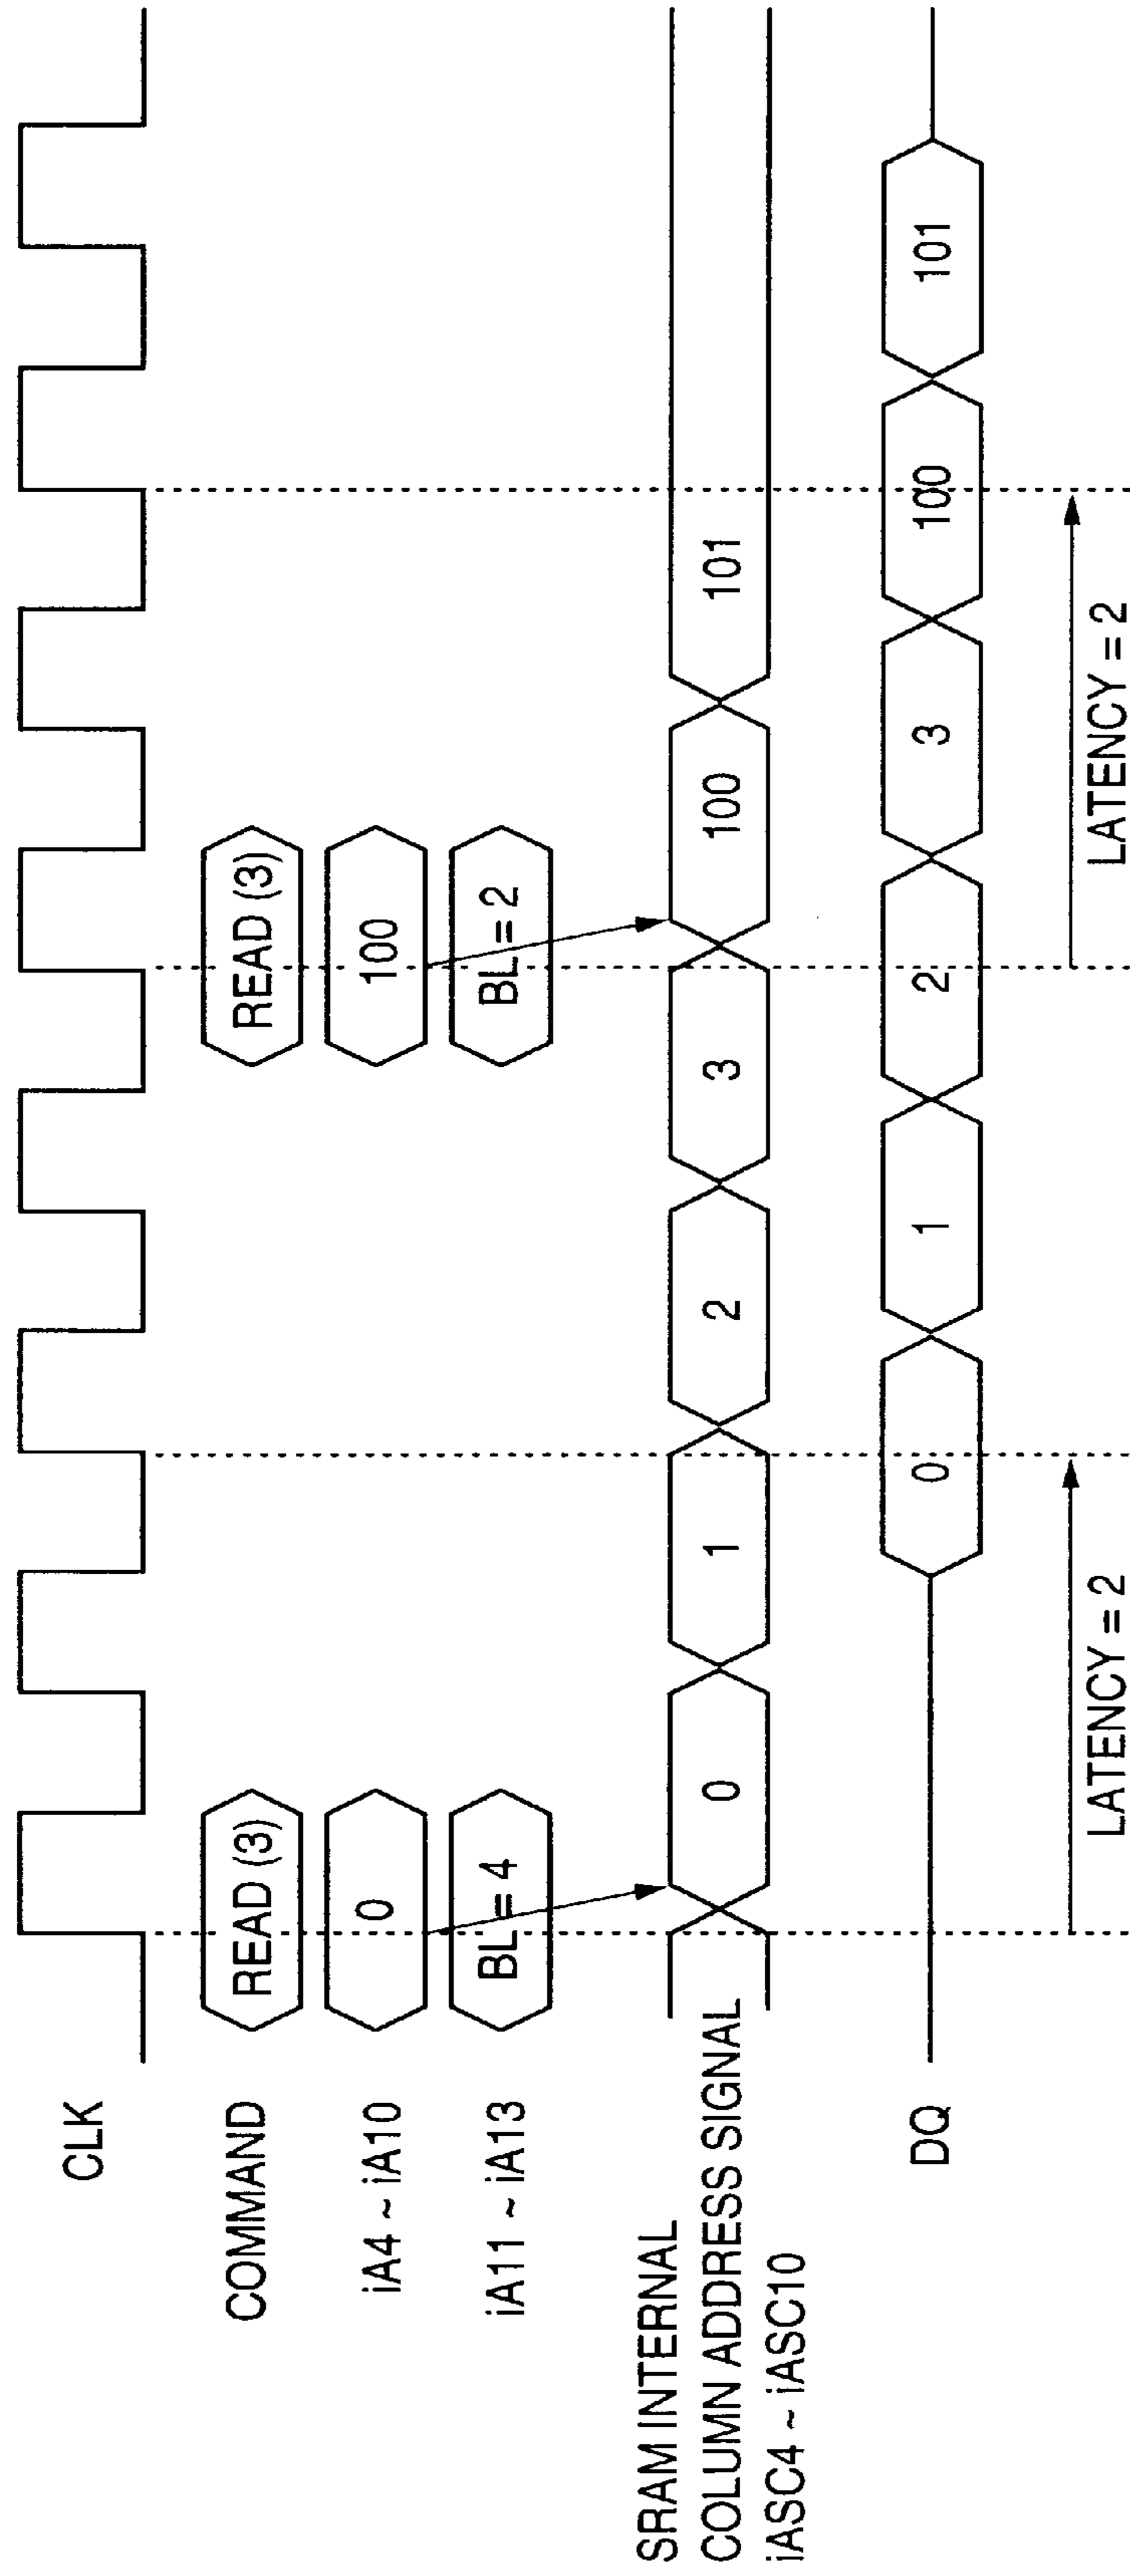 CLK
COMMAND
READ (3)
READ (3)
iA4 ~ iA10
0
100
iA11 ~ iA13
BL = 4
BL = 2
SRAM INTERNAL
COLUMN ADDRESS SIGNAL
iASC4 ~ iASC10
0
1
2
3
100
101
DQ
0
1
2
3
100
101
LATENCY = 2
LATENCY = 2